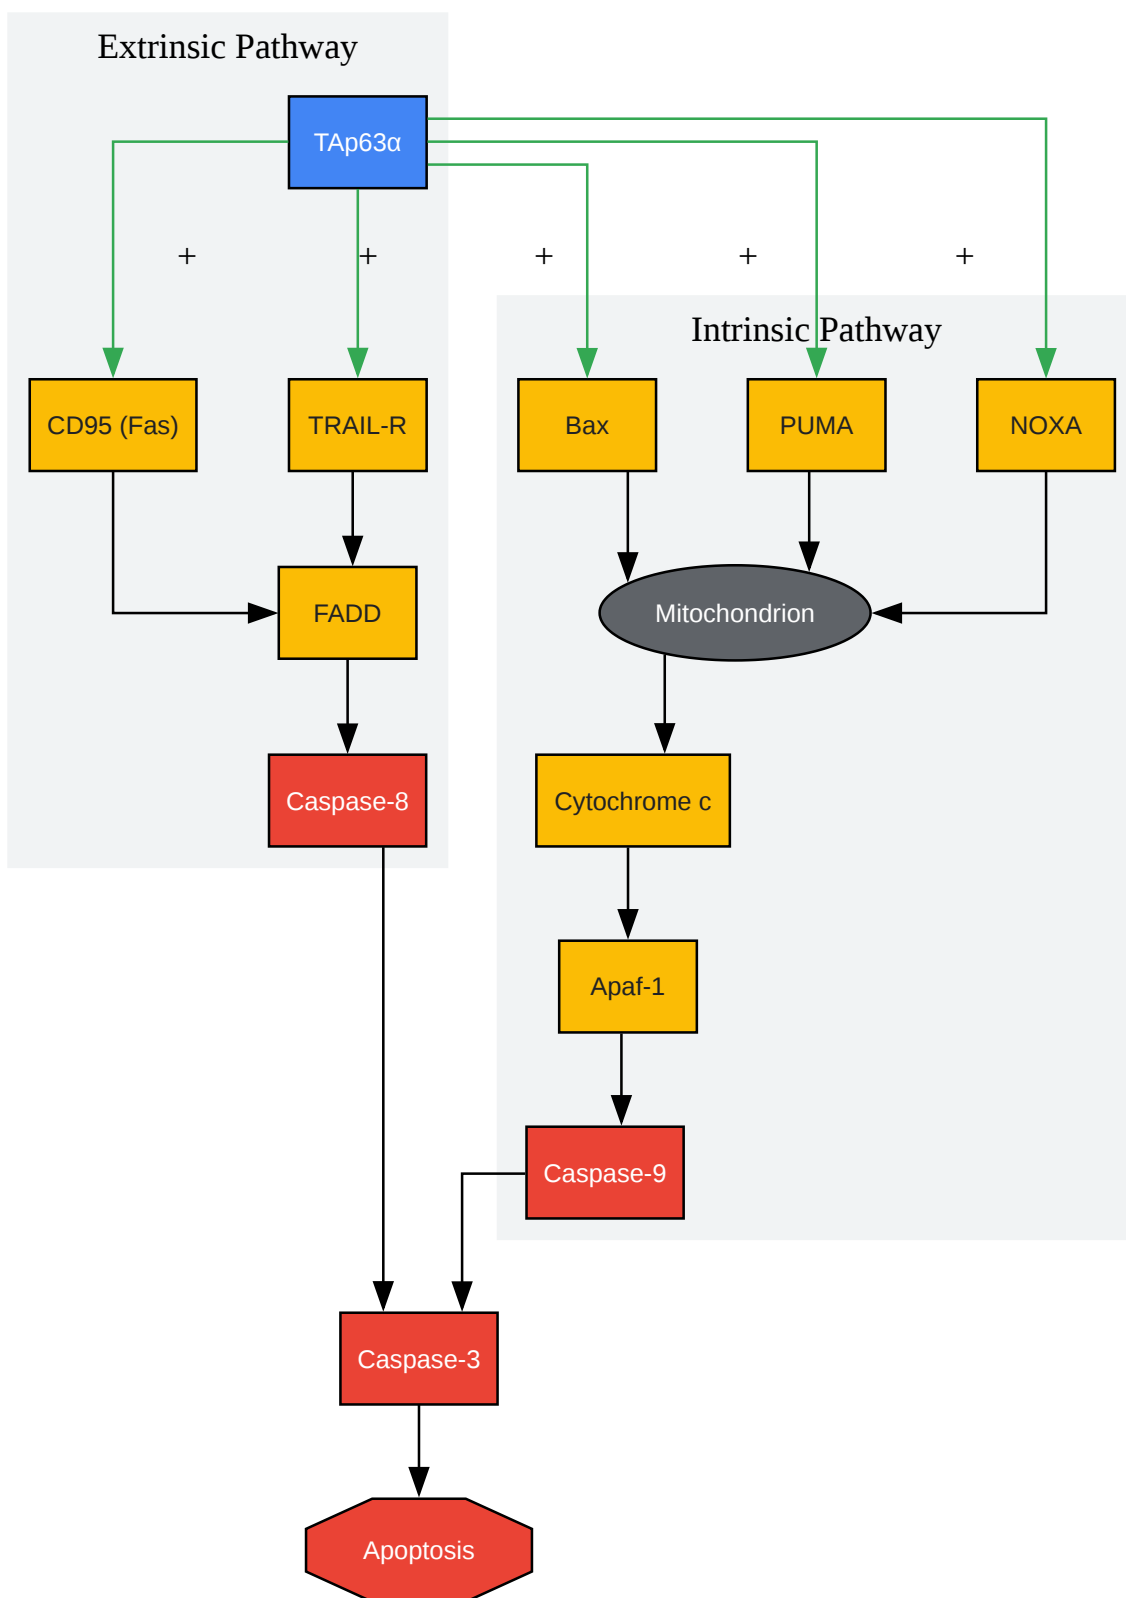 Extrinsic Pathway
TAp63α
+
+
+
+
+
Intrinsic Pathway
CD95 (Fas)
TRAIL-R
Bax
PUMA
NOXA
FADD
Mitochondrion
Caspase-8
Cytochrome c
Apaf-1
Caspase-9
Caspase-3
Apoptosis